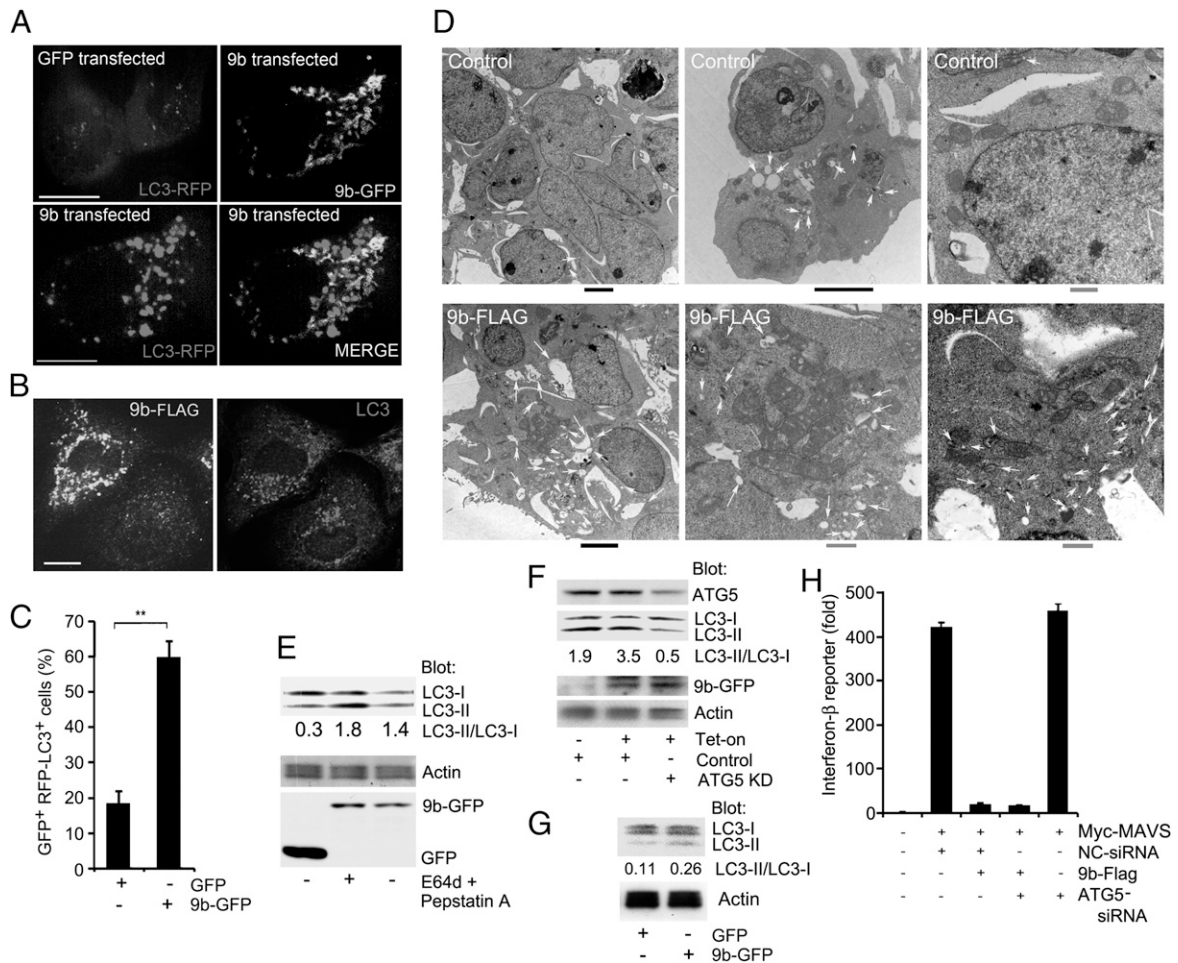 A
GFP transfected
LC3-RFP
9b transfected
9b-GFP
9b transfected
LC3-RFP
9b transfected
MERGE
B
9b-FLAG
LC3
C
**
GFP⁺ RFP-LC3⁺ cells (%)
70
60
50
40
30
20
10
0
+ - GFP
- + 9b-GFP
D
Control
Control
Control
9b-FLAG
9b-FLAG
9b-FLAG
E
Blot:
LC3-I
LC3-II
0.3 1.8 1.4 LC3-II/LC3-I
Actin
9b-GFP
GFP
- + - E64d +
Pepstatin A
F
Blot:
ATG5
LC3-I
LC3-II
1.9 3.5 0.5 LC3-II/LC3-I
9b-GFP
Actin
- + + Tet-on
+ + - Control
- - + ATG5 KD
G
Blot:
LC3-I
LC3-II
0.11 0.26 LC3-II/LC3-I
Actin
+ - GFP
- + 9b-GFP
H
Interferon-β reporter (fold)
500
400
300
200
100
0
- + + + + Myc-MAVS
- + + - - NC-siRNA
- - + + - 9b-Flag
- - - + + ATG5-
siRNA